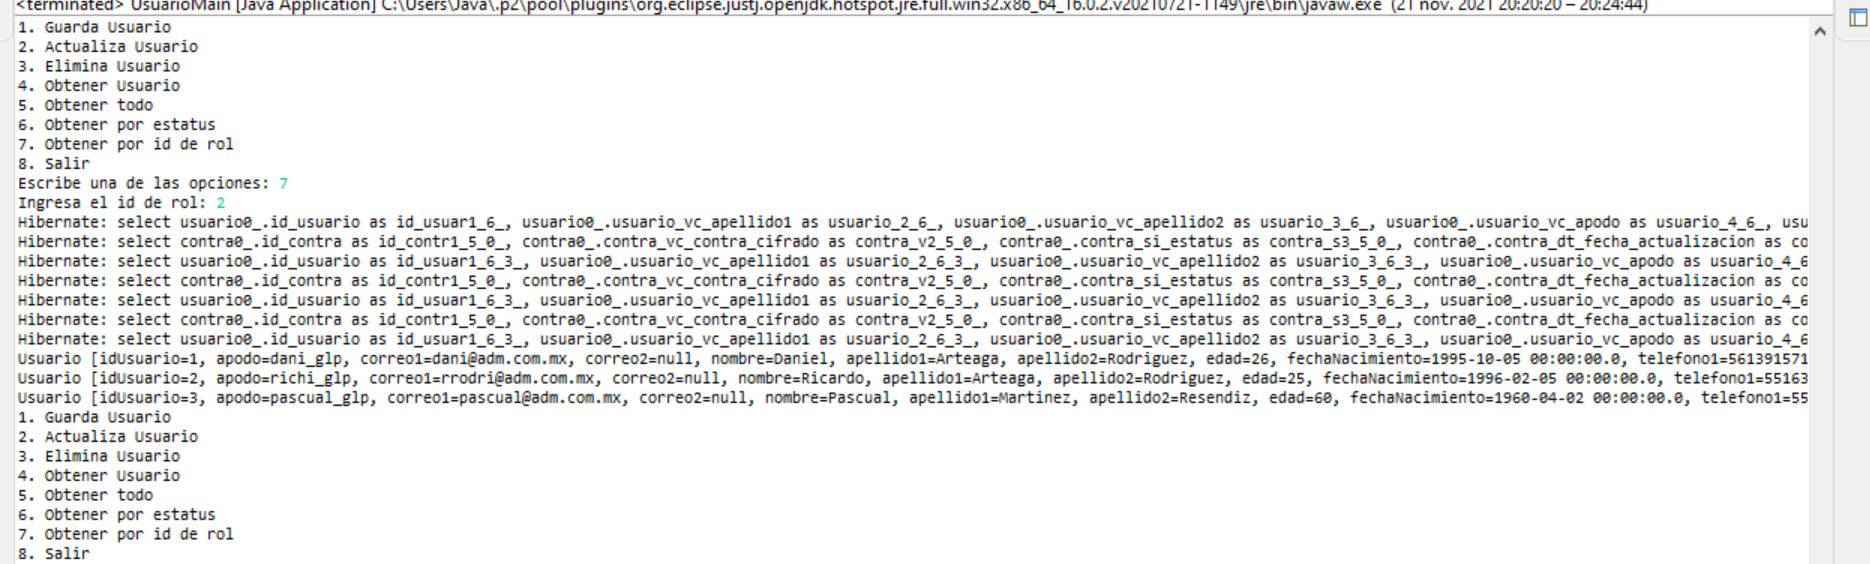 <terminated> UsuarioMain [Java Application] C:\Users\Java\.p2\pool\plugins\org.eclipse.justj.openjdk.hotspot.jre.full.win32.x86_64_16.0.2.v20210721-1149\jre\bin\javaw.exe (21 nov. 2021 20:20:20 – 20:24:44)
1. Guarda Usuario
2. Actualiza Usuario
3. Elimina Usuario
4. Obtener Usuario
5. Obtener todo
6. Obtener por estatus
7. Obtener por id de rol
8. Salir
Escribe una de las opciones: 7
Ingresa el id de rol: 2
Hibernate: select usuario0_.id_usuario as id_usuar1_6_, usuario0_.usuario_vc_apellido1 as usuario_2_6_, usuario0_.usuario_vc_apellido2 as usuario_3_6_, usuario0_.usuario_vc_apodo as usuario_4_6_, usu
Hibernate: select contra0_.id_contra as id_contr1_5_0_, contra0_.contra_vc_contra_cifrado as contra_v2_5_0_, contra0_.contra_si_estatus as contra_s3_5_0_, contra0_.contra_dt_fecha_actualizacion as co
Hibernate: select usuario0_.id_usuario as id_usuar1_6_3_, usuario0_.usuario_vc_apellido1 as usuario_2_6_3_, usuario0_.usuario_vc_apellido2 as usuario_3_6_3_, usuario0_.usuario_vc_apodo as usuario_4_6
Hibernate: select contra0_.id_contra as id_contr1_5_0_, contra0_.contra_vc_contra_cifrado as contra_v2_5_0_, contra0_.contra_si_estatus as contra_s3_5_0_, contra0_.contra_dt_fecha_actualizacion as co
Hibernate: select usuario0_.id_usuario as id_usuar1_6_3_, usuario0_.usuario_vc_apellido1 as usuario_2_6_3_, usuario0_.usuario_vc_apellido2 as usuario_3_6_3_, usuario0_.usuario_vc_apodo as usuario_4_6
Hibernate: select contra0_.id_contra as id_contr1_5_0_, contra0_.contra_vc_contra_cifrado as contra_v2_5_0_, contra0_.contra_si_estatus as contra_s3_5_0_, contra0_.contra_dt_fecha_actualizacion as co
Hibernate: select usuario0_.id_usuario as id_usuar1_6_3_, usuario0_.usuario_vc_apellido1 as usuario_2_6_3_, usuario0_.usuario_vc_apellido2 as usuario_3_6_3_, usuario0_.usuario_vc_apodo as usuario_4_6
Usuario [idUsuario=1, apodo=dani_glp, correo1=dani@adm.com.mx, correo2=null, nombre=Daniel, apellido1=Arteaga, apellido2=Rodriguez, edad=26, fechaNacimiento=1995-10-05 00:00:00.0, telefono1=561391571
Usuario [idUsuario=2, apodo=richi_glp, correo1=rrodri@adm.com.mx, correo2=null, nombre=Ricardo, apellido1=Arteaga, apellido2=Rodriguez, edad=25, fechaNacimiento=1996-02-05 00:00:00.0, telefono1=55163
Usuario [idUsuario=3, apodo=pascual_glp, correo1=pascual@adm.com.mx, correo2=null, nombre=Pascual, apellido1=Martinez, apellido2=Resendiz, edad=60, fechaNacimiento=1960-04-02 00:00:00.0, telefono1=55
1. Guarda Usuario
2. Actualiza Usuario
3. Elimina Usuario
4. Obtener Usuario
5. Obtener todo
6. Obtener por estatus
7. Obtener por id de rol
8. Salir